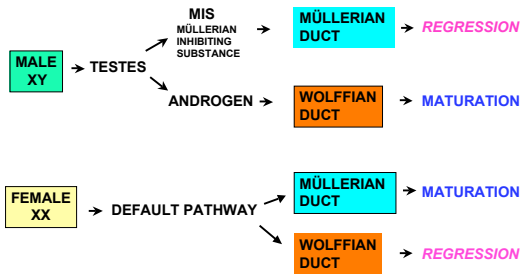 MIS
MÜLLERIAN
INHIBITING
SUBSTANCE
MÜLLERIAN
DUCT
REGRESSION
MALE
XY
TESTES
ANDROGEN
WOLFFIAN
DUCT
MATURATION
FEMALE
XX
DEFAULT PATHWAY
MÜLLERIAN
DUCT
MATURATION
WOLFFIAN
DUCT
REGRESSION